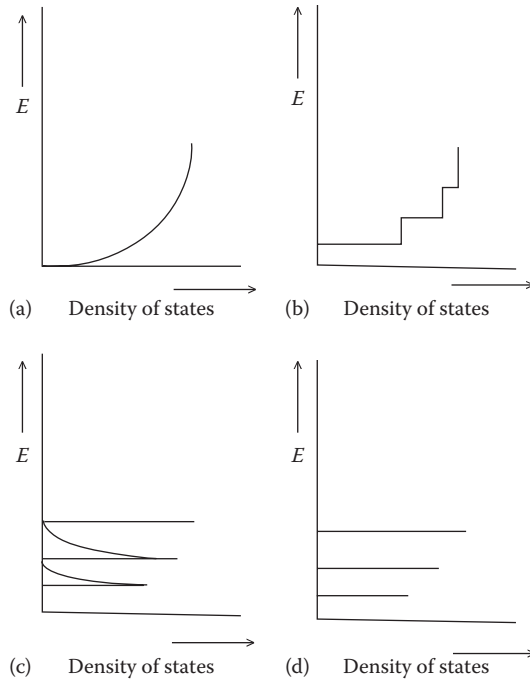 E
E
(a) Density of states
(b) Density of states
E
E
(c) Density of states
(d) Density of states